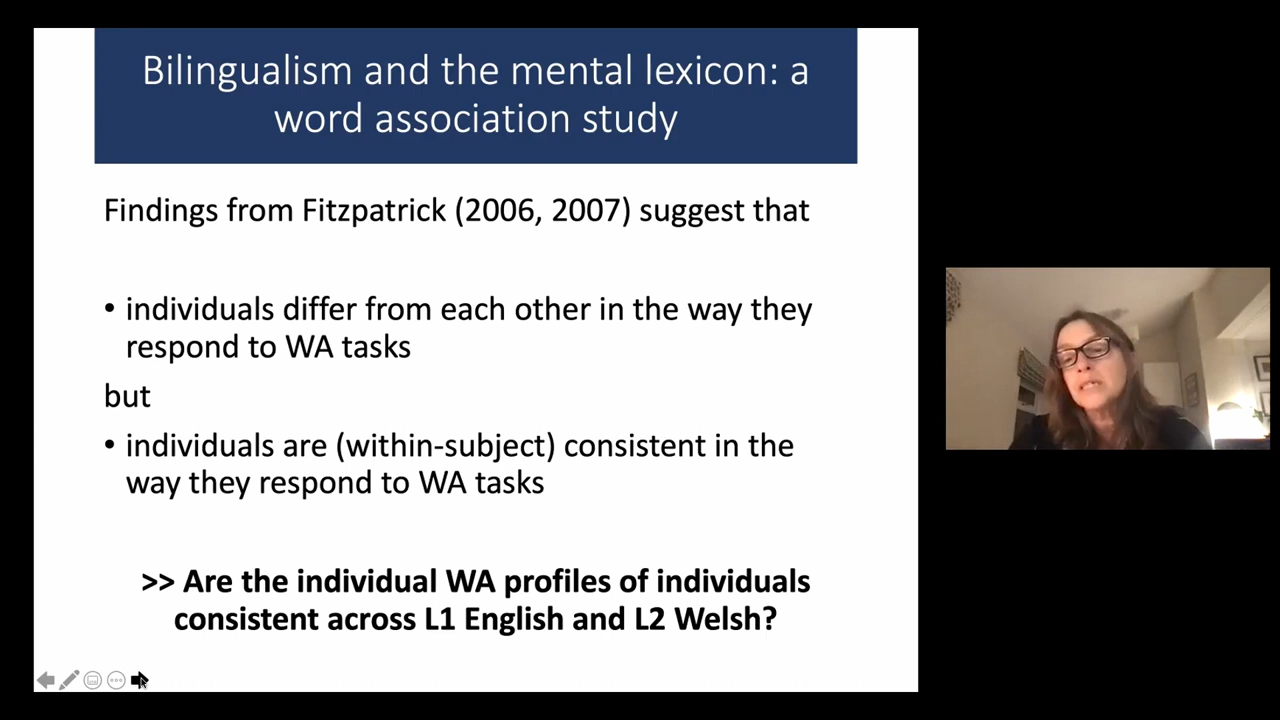 Bilingualism and the mental lexicon: a
word association study
Findings from Fitzpatrick (2006, 2007) suggest that
• individuals differ from each other in the way they
respond to WA tasks
but
• individuals are (within-subject) consistent in the
way they respond to WA tasks
>> Are the individual WA profiles of individuals
consistent across L1 English and L2 Welsh?